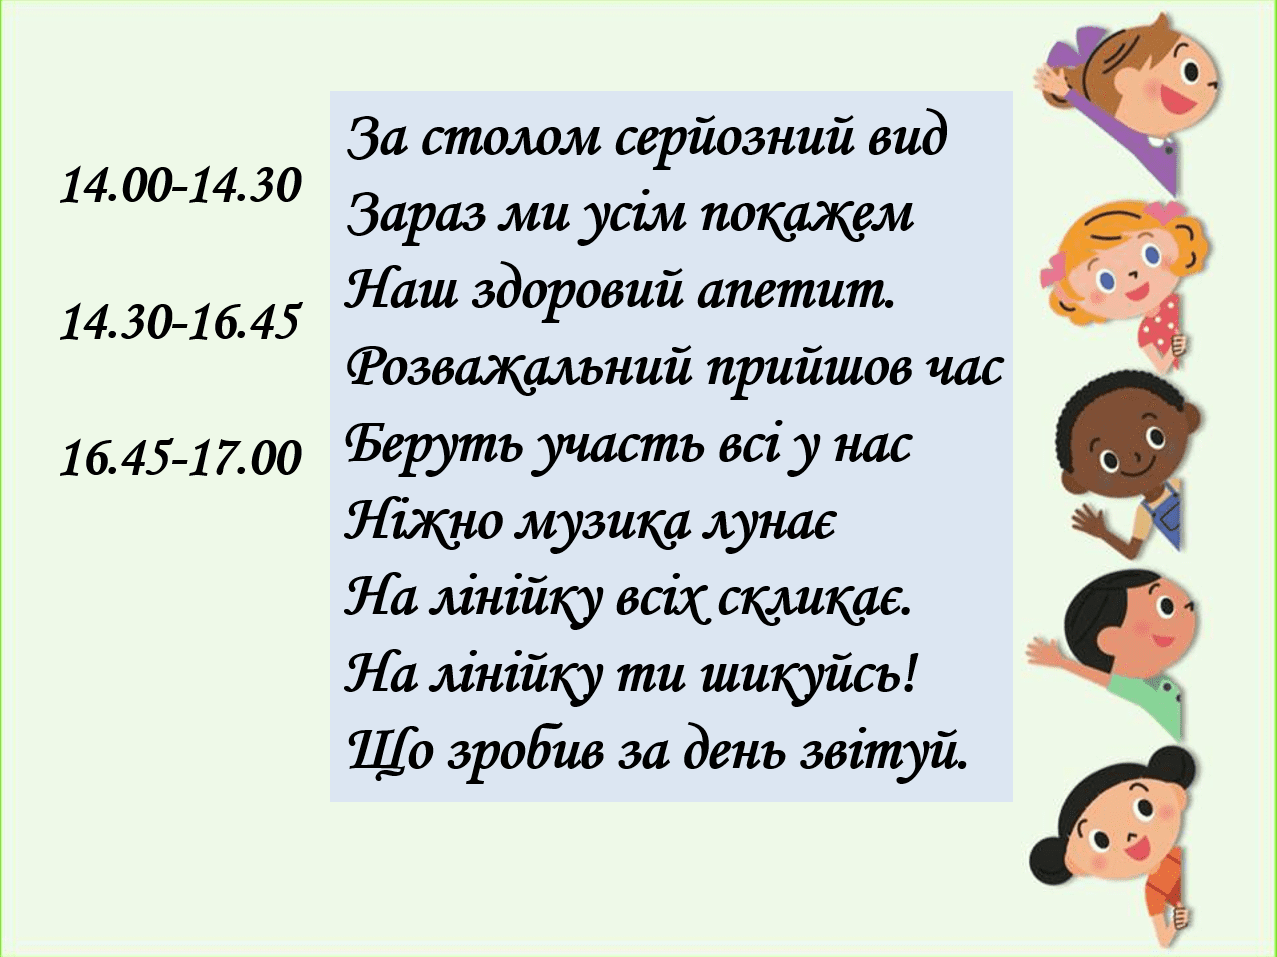 14.00-14.30
14.30-16.45
16.45-17.00
За столом серйозний вид
Зараз ми усім покажем
Наш здоровий апетит.
Розважальний прийшов час
Беруть участь всі у нас
Ніжно музика лунає
На лінійку всіх скликає.
На лінійку ти шикуйсь!
Що зробив за день звітуй.